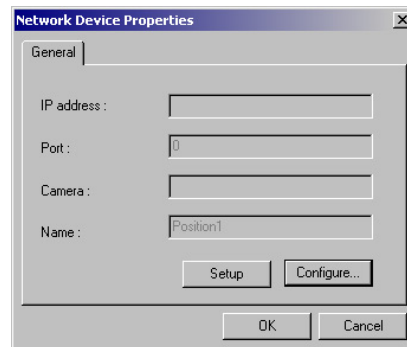 Network Device Properties
General
IP address :
Port :
0
Camera :
Name :
Position1
Setup
Configure...
OK
Cancel